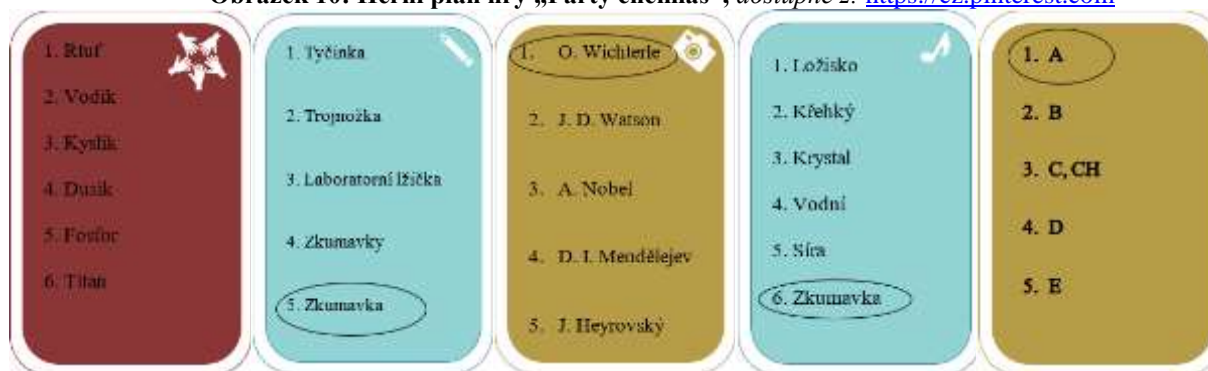 Obrázek 10: Herní plán hry „Party chemas“, dostupné z: https://cz.pinterest.com
1. Rtuť
2. Vodík
3. Kyslík
4. Dusík
5. Fosfor
6. Titan
1. Tyčinka
2. Trojnožka
3. Laboratorní lžička
4. Zkumavky
5. Zkumavka
1. O. Wichterle
2. J. D. Watson
3. A. Nobel
4. D. I. Mendělejev
5. J. Heyrovský
1. Ložisko
2. Křehký
3. Krystal
4. Vodní
5. Síra
6. Zkumavka
1. A
2. B
3. C, CH
4. D
5. E